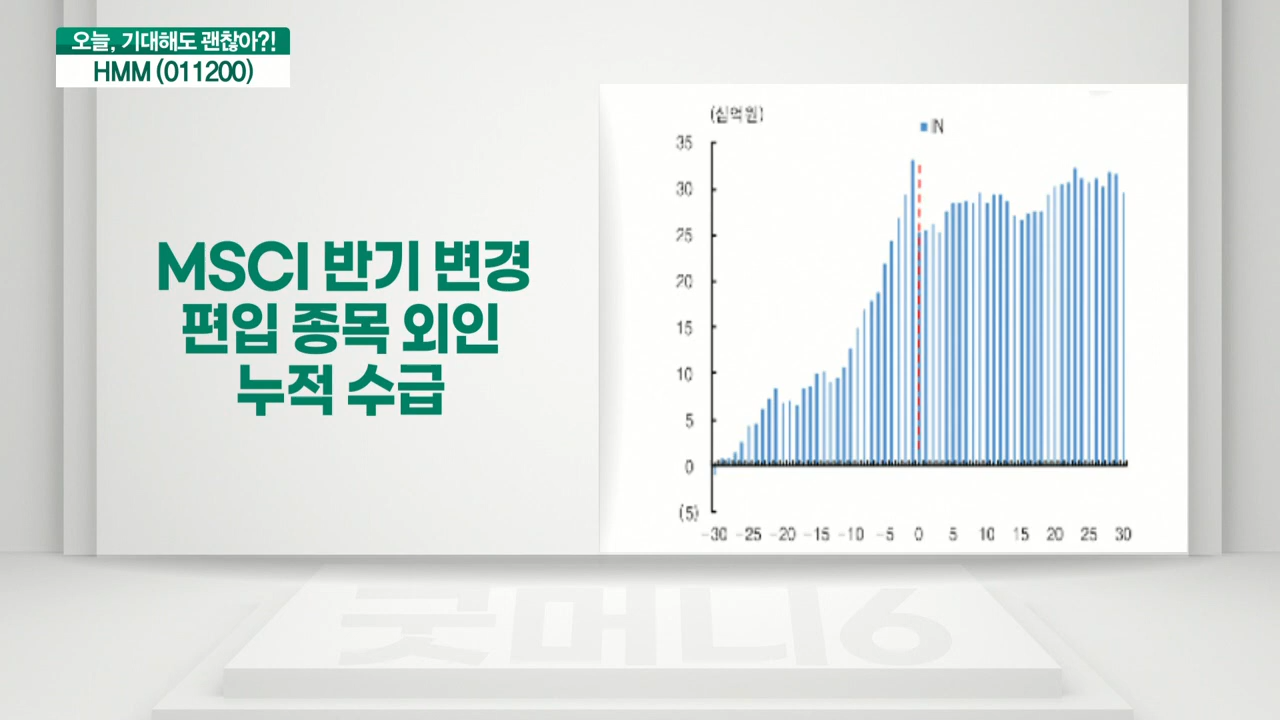 오늘, 기대해도 괜찮아?!
HMM (011200)
MSCI 반기 변경
편입 종목 외인
누적 수급
(십억원)
IN
35
30
25
20
15
10
5
0
(5)
-30 -25 -20 -15 -10 -5 0 5 10 15 20 25 30
굿머니6